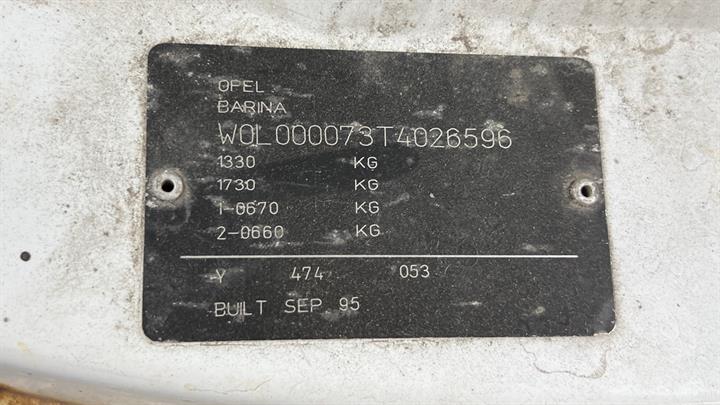 OPEL
BARINA
W0L000073T4026596
1330 KG
1730 KG
1-0670 KG
2-0660 KG
Y 474 053
BUILT SEP 95